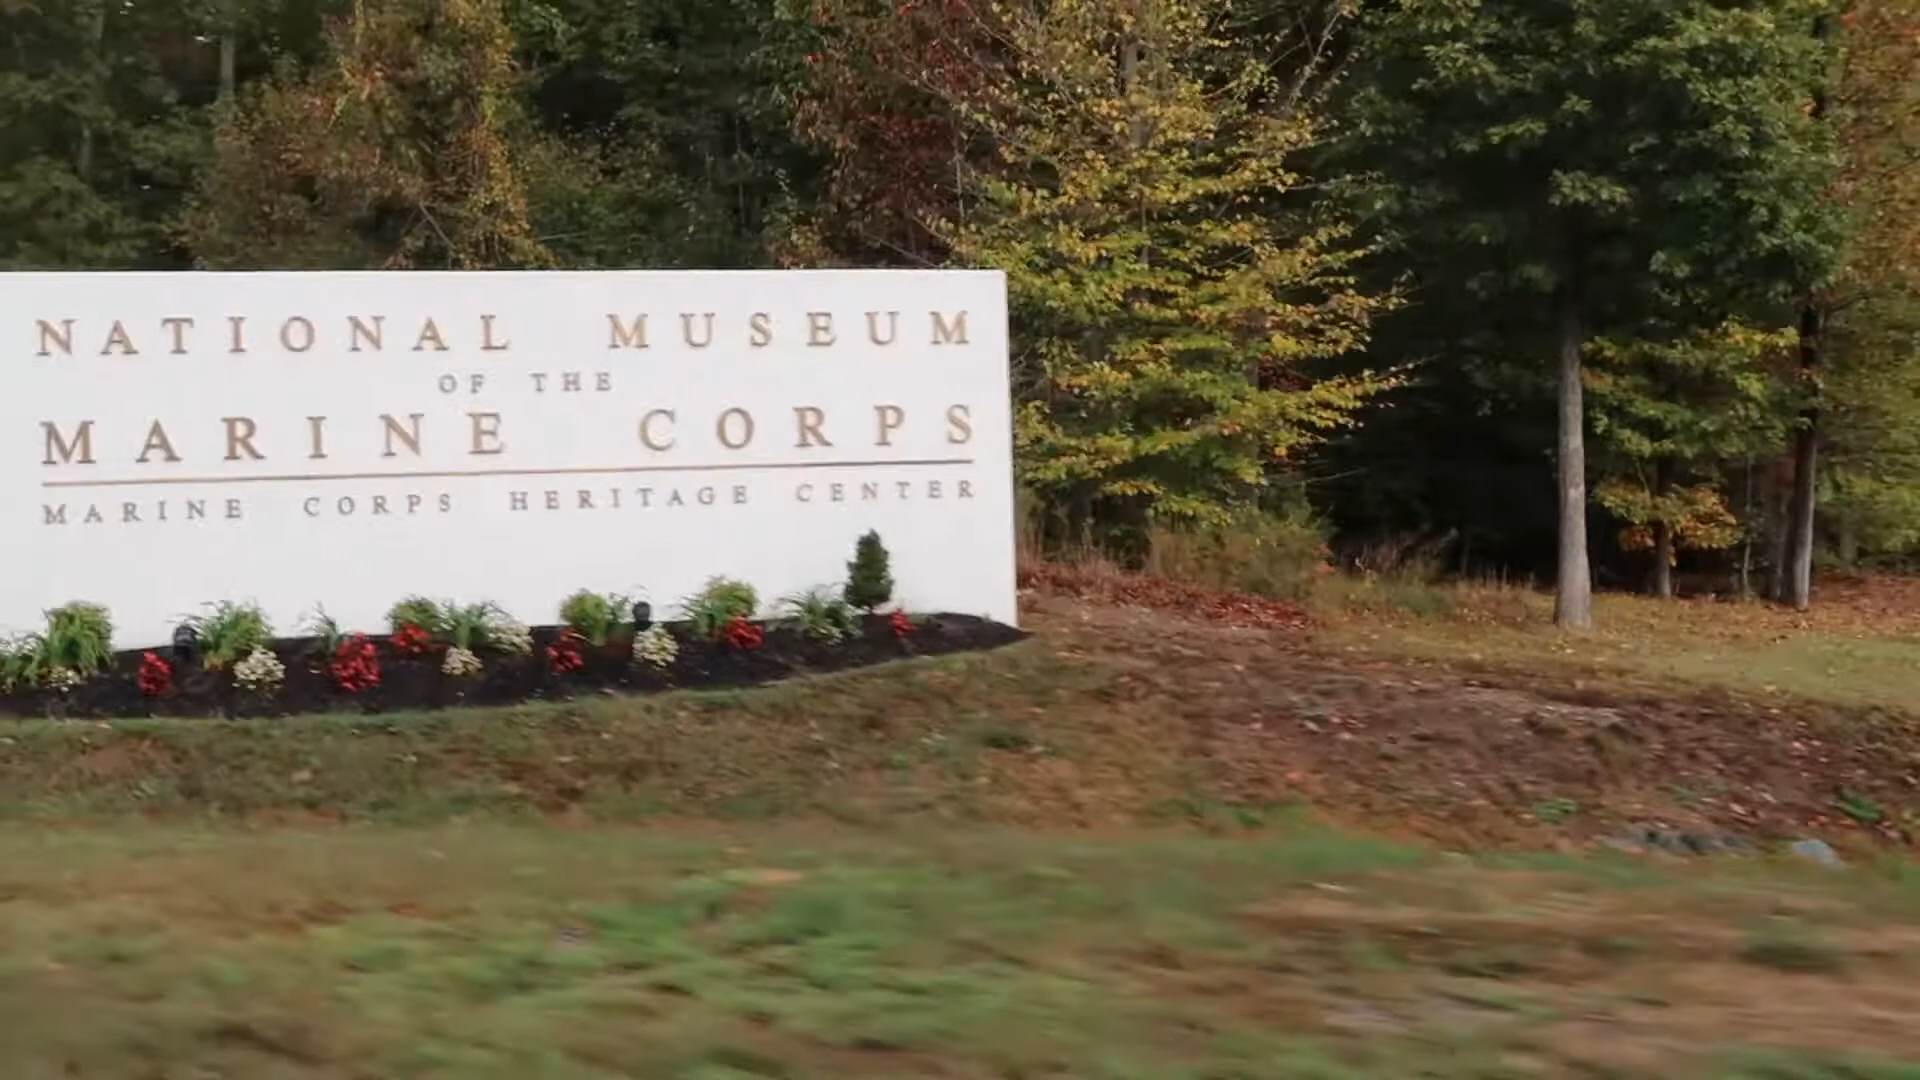 NATIONAL MUSEUM
OF THE
MARINE CORPS
MARINE CORPS HERITAGE CENTER